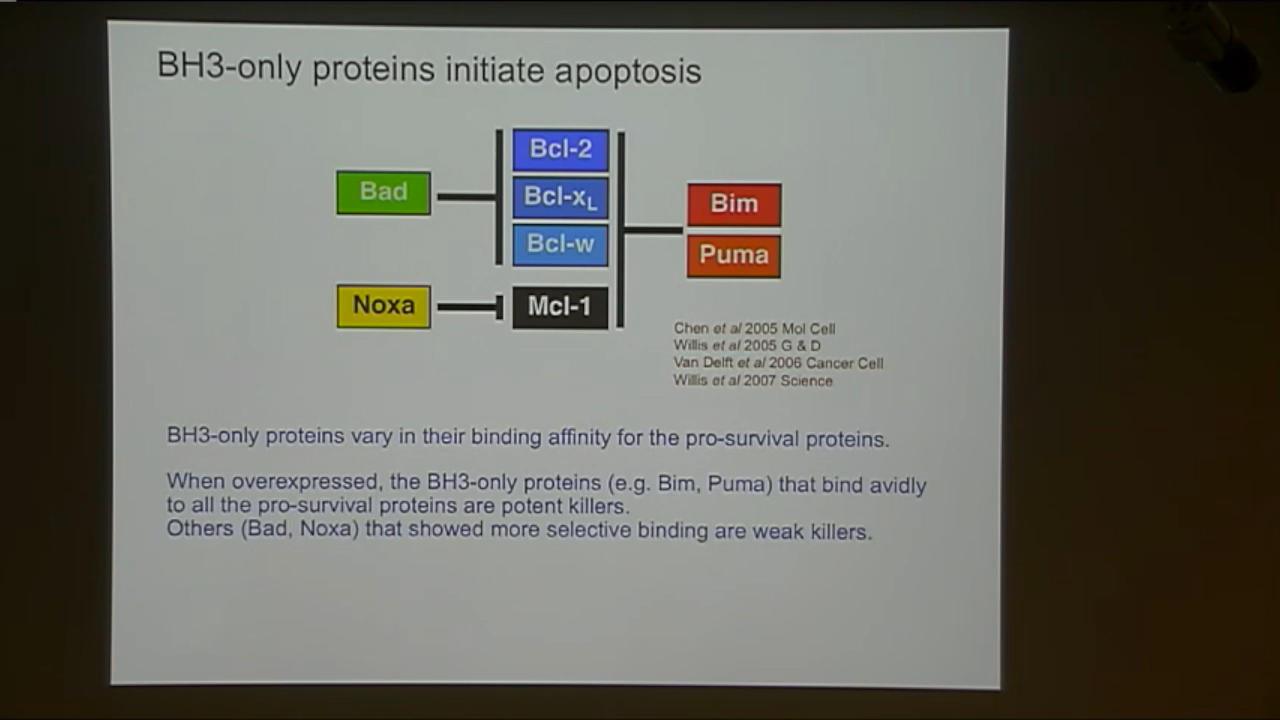 BH3-only proteins initiate apoptosis
Bcl-2
Bad
Bcl-xL
Bim
Bcl-w
Puma
Noxa
Mcl-1
Chen et al 2005 Mol Cell
Willis et al 2005 G & D
Van Delft et al 2006 Cancer Cell
Willis et al 2007 Science
BH3-only proteins vary in their binding affinity for the pro-survival proteins.
When overexpressed, the BH3-only proteins (e.g. Bim, Puma) that bind avidly
to all the pro-survival proteins are potent killers.
Others (Bad, Noxa) that showed more selective binding are weak killers.